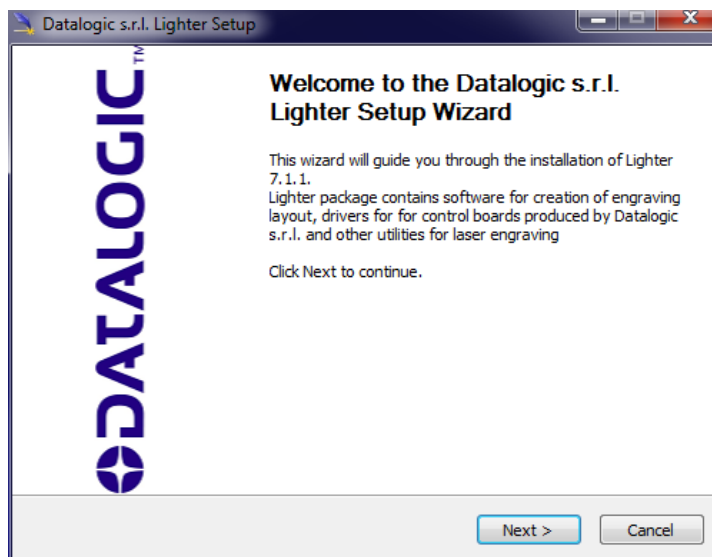 Datalogic s.r.l. Lighter Setup
DATALOGIC™
Welcome to the Datalogic s.r.l.
Lighter Setup Wizard
This wizard will guide you through the installation of Lighter
7.1.1.
Lighter package contains software for creation of engraving
layout, drivers for for control boards produced by Datalogic
s.r.l. and other utilities for laser engraving
Click Next to continue.
Next >
Cancel